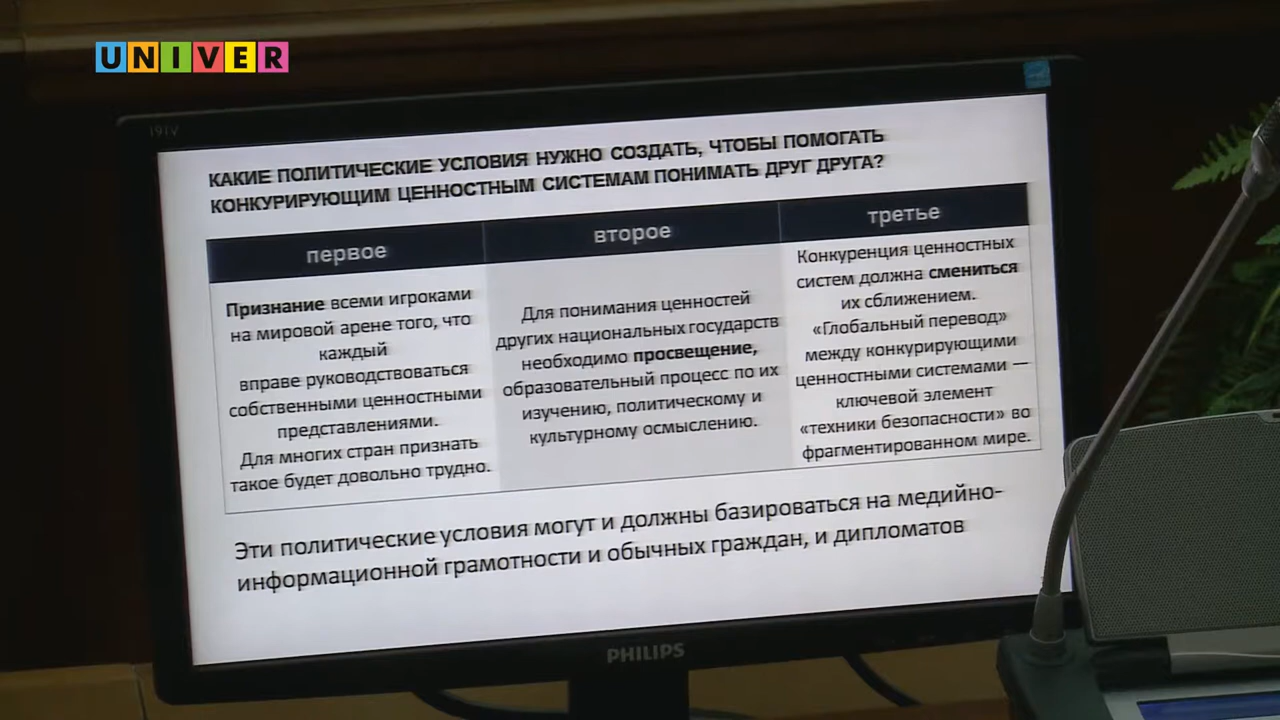 UNIVER
191V
КАКИЕ ПОЛИТИЧЕСКИЕ УСЛОВИЯ НУЖНО СОЗДАТЬ, ЧТОБЫ ПОМОГАТЬ
КОНКУРИРУЮЩИМ ЦЕННОСТНЫМ СИСТЕМАМ ПОНИМАТЬ ДРУГ ДРУГА?
первое
Признание всеми игроками
на мировой арене того, что
каждый
вправе руководствоваться
собственными ценностными
представлениями.
Для многих стран признать
такое будет довольно трудно.
второе
Для понимания ценностей
других национальных государств
необходимо просвещение,
образовательный процесс по их
изучению, политическому и
культурному осмыслению.
третье
Конкуренция ценностных
систем должна смениться
их сближением.
«Глобальный перевод»
между конкурирующими
ценностными системами —
ключевой элемент
«техники безопасности» во
фрагментированном мире.
Эти политические условия могут и должны базироваться на медийно-
информационной грамотности и обычных граждан, и дипломатов
PHILIPS